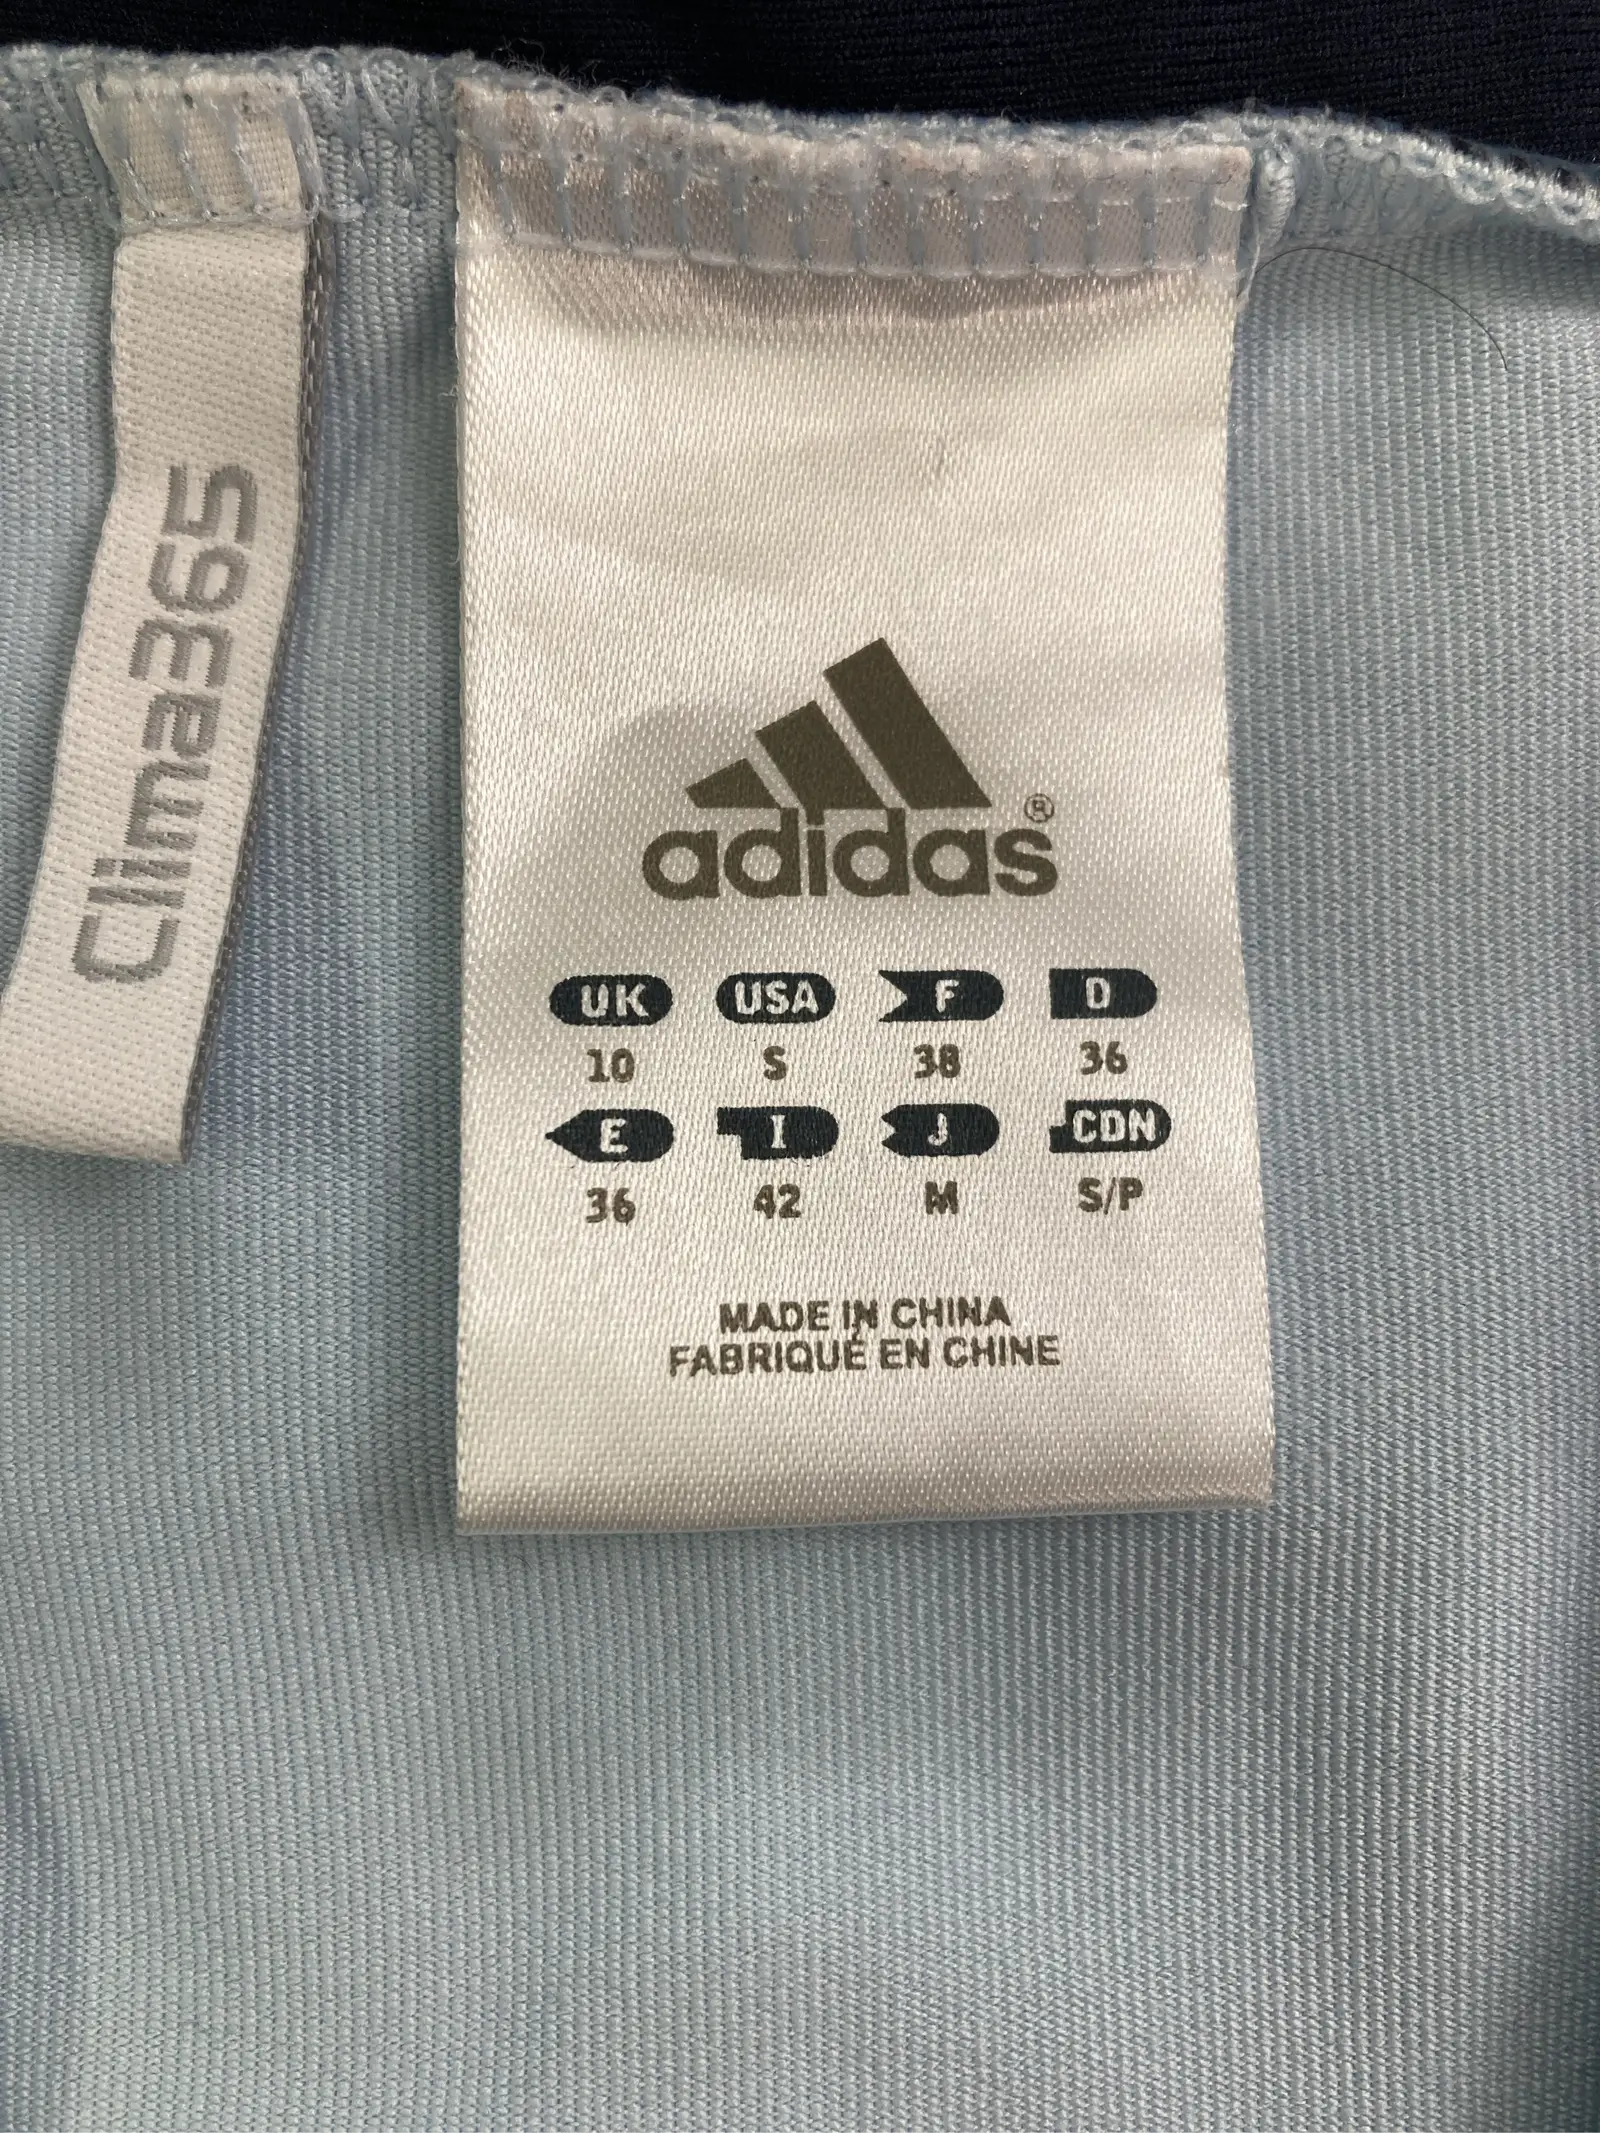 Clima365
adidas®
UK USA F D
10 S 38 36
E I J CDN
36 42 M S/P
MADE IN CHINA
FABRIQUÉ EN CHINE